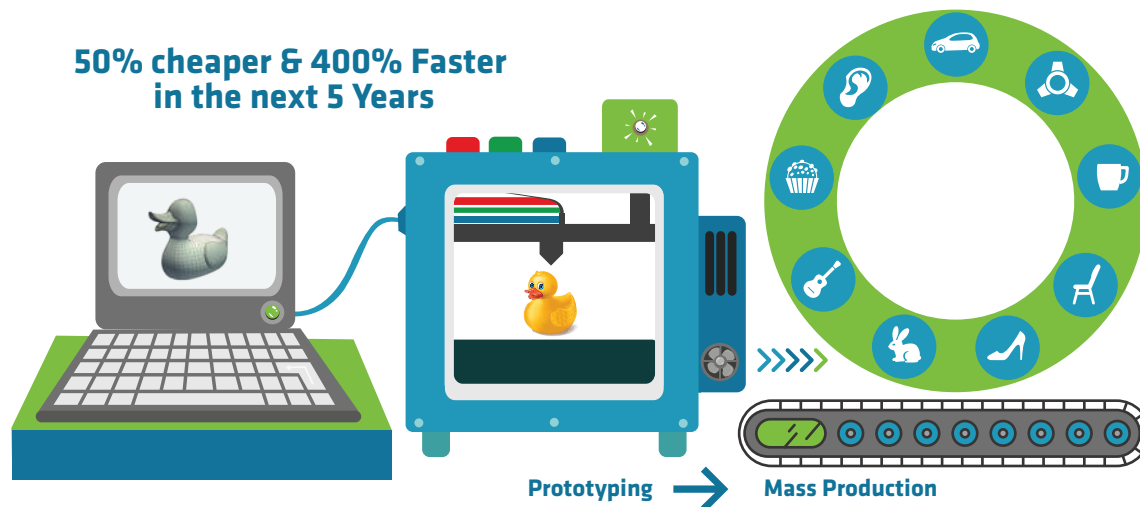 50% cheaper & 400% Faster
in the next 5 Years
Prototyping
Mass Production